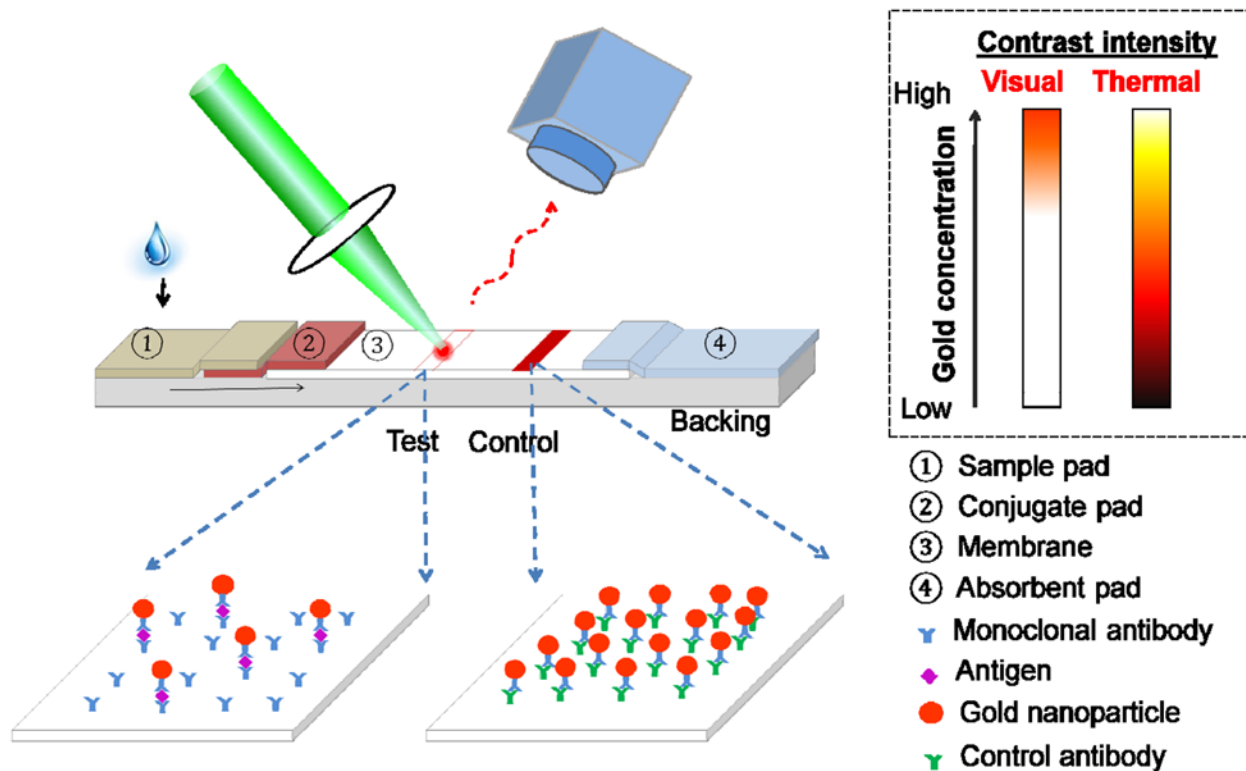 Contrast intensity
Visual Thermal
High
Gold concentration
Low
1
2
3
4
Test
Control
Backing
1 Sample pad
2 Conjugate pad
3 Membrane
4 Absorbent pad
Monoclonal antibody
Antigen
Gold nanoparticle
Control antibody